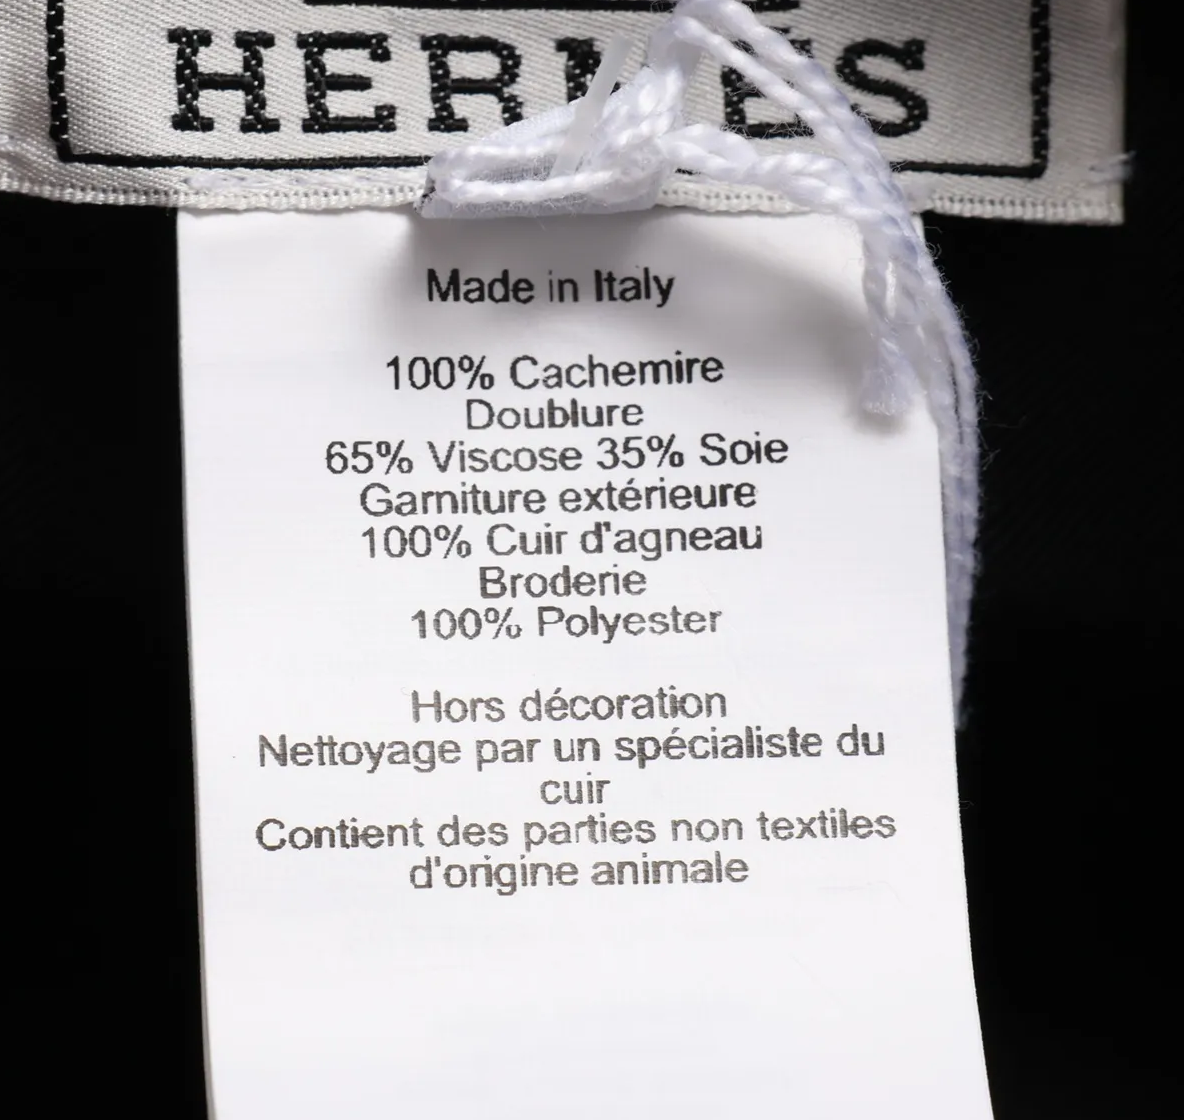 HERMÈS
Made in Italy
100% Cachemire
Doublure
65% Viscose 35% Soie
Garniture extérieure
100% Cuir d'agneau
Broderie
100% Polyester
Hors décoration
Nettoyage par un spécialiste du
cuir
Contient des parties non textiles
d'origine animale